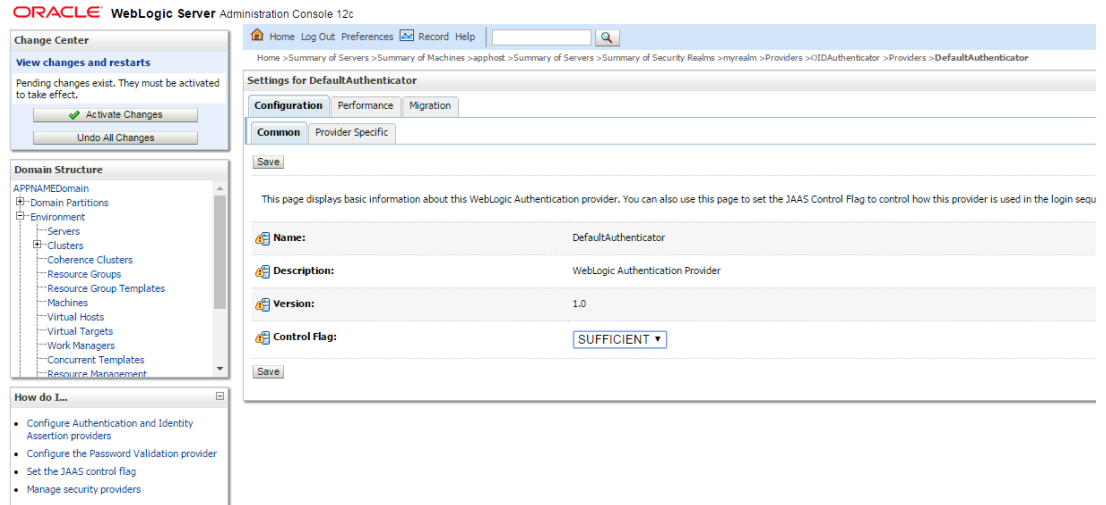 ORACLE WebLogic Server Administration Console 12c
Change Center
View changes and restarts
Pending changes exist. They must be activated
to take effect.
Activate Changes
Undo All Changes
Domain Structure
APPNAMEDomain
Domain Partitions
Environment
Servers
Clusters
Coherence Clusters
Resource Groups
Resource Group Templates
Machines
Virtual Hosts
Virtual Targets
Work Managers
Concurrent Templates
Resource Management
How do I...
Configure Authentication and Identity
Assertion providers
Configure the Password Validation provider
Set the JAAS control flag
Manage security providers
Home Log Out Preferences Record Help
Home >Summary of Servers >Summary of Machines >apphost >Summary of Servers >Summary of Security Realms >myrealm >Providers >OIDAuthenticator >Providers >DefaultAuthenticator
Settings for DefaultAuthenticator
Configuration Performance Migration
Common Provider Specific
Save
This page displays basic information about this WebLogic Authentication provider. You can also use this page to set the JAAS Control Flag to control how this provider is used in the login sequ
Name: DefaultAuthenticator
Description: WebLogic Authentication Provider
Version: 1.0
Control Flag: SUFFICIENT
Save